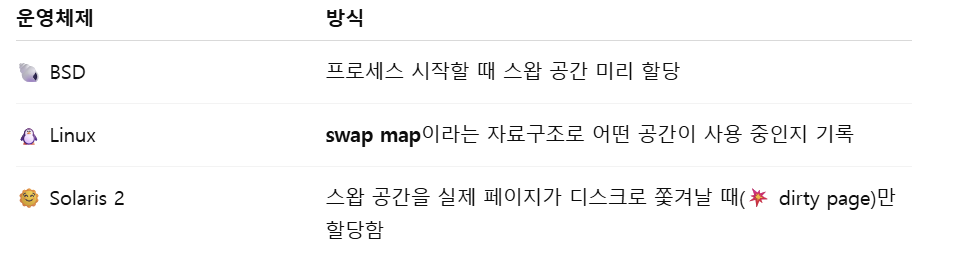 운영체제 방식
🐚 BSD 프로세스 시작할 때 스왑 공간 미리 할당
🐧 Linux swap map이라는 자료구조로 어떤 공간이 사용 중인지 기록
🌞 Solaris 2 스왑 공간을 실제 페이지가 디스크로 쫓겨날 때(💥 dirty page)만
할당함